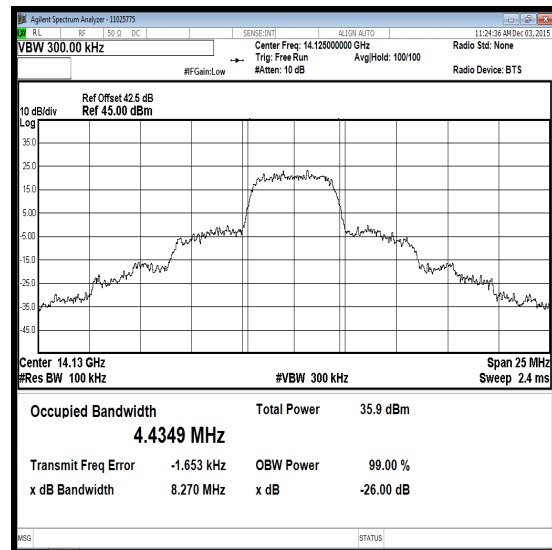 Agilent Spectrum Analyzer - 11025775
RL RF 50 Ω DC SENSE:INT ALIGN AUTO 11:24:36 AM Dec 03, 2015
VBW 300.00 kHz Center Freq: 14.125000000 GHz Radio Std: None
Trig: Free Run Avg|Hold: 100/100
#IFGain:Low #Atten: 10 dB Radio Device: BTS
Ref Offset 42.5 dB
10 dB/div Ref 45.00 dBm
Log
35.0
25.0
15.0
5.00
-5.00
-15.0
-25.0
-35.0
-45.0
Center 14.13 GHz Span 25 MHz
#Res BW 100 kHz #VBW 300 kHz Sweep 2.4 ms
Occupied Bandwidth Total Power 35.9 dBm
4.4349 MHz
Transmit Freq Error -1.653 kHz OBW Power 99.00 %
x dB Bandwidth 8.270 MHz x dB -26.00 dB
MSG STATUS